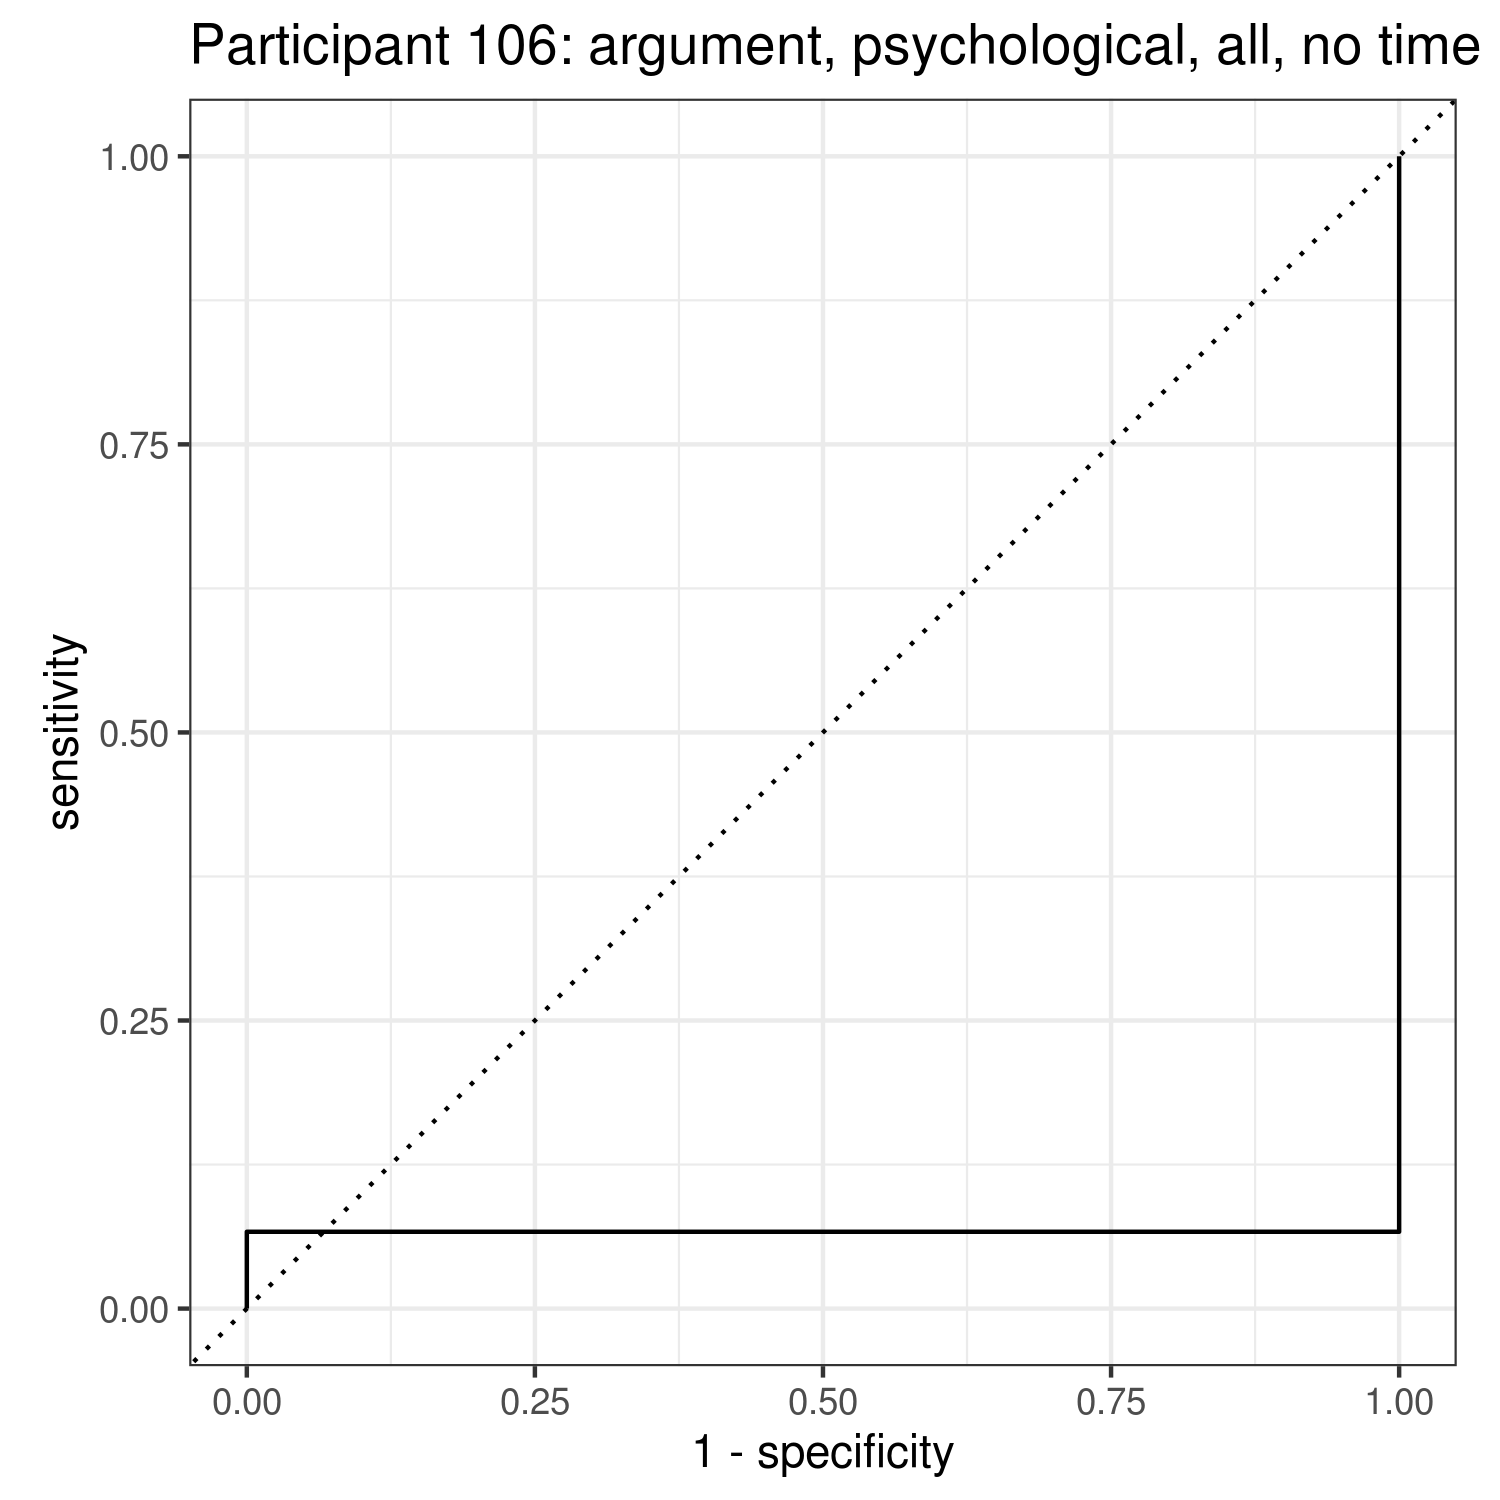 Participant 106: argument, psychological, all, no time
1.00
0.75
0.50
0.25
0.00
sensitivity
0.00 0.25 0.50 0.75 1.00
1 - specificity